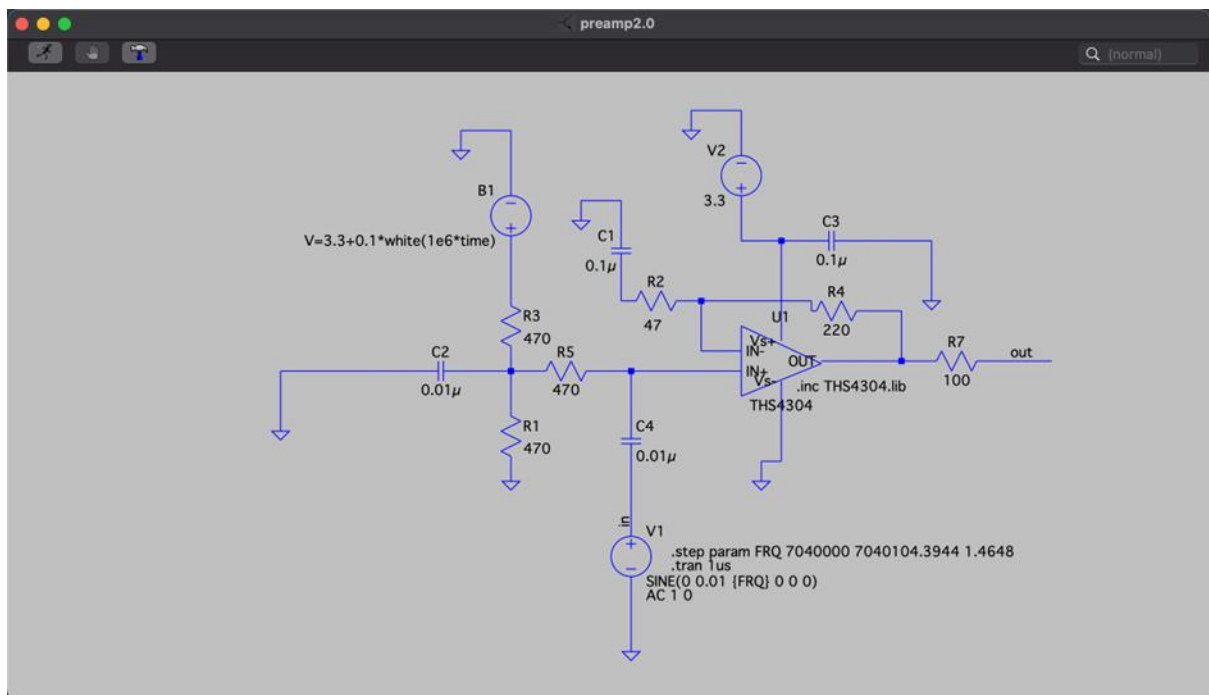 preamp2.0
(normal)
V2
3.3
B1
V=3.3+0.1*white(1e6*time)
C1
0.1µ
C3
0.1µ
R2
47
R4
220
U1
R3
470
C2
0.01µ
R5
470
Vs+
IN-
OUT
IN+
Vs-
.inc THS4304.lib
THS4304
R7
100
out
R1
470
C4
0.01µ
in
V1
.step param FRQ 7040000 7040104.3944 1.4648
.tran 1us
SINE(0 0.01 {FRQ} 0 0 0)
AC 1 0